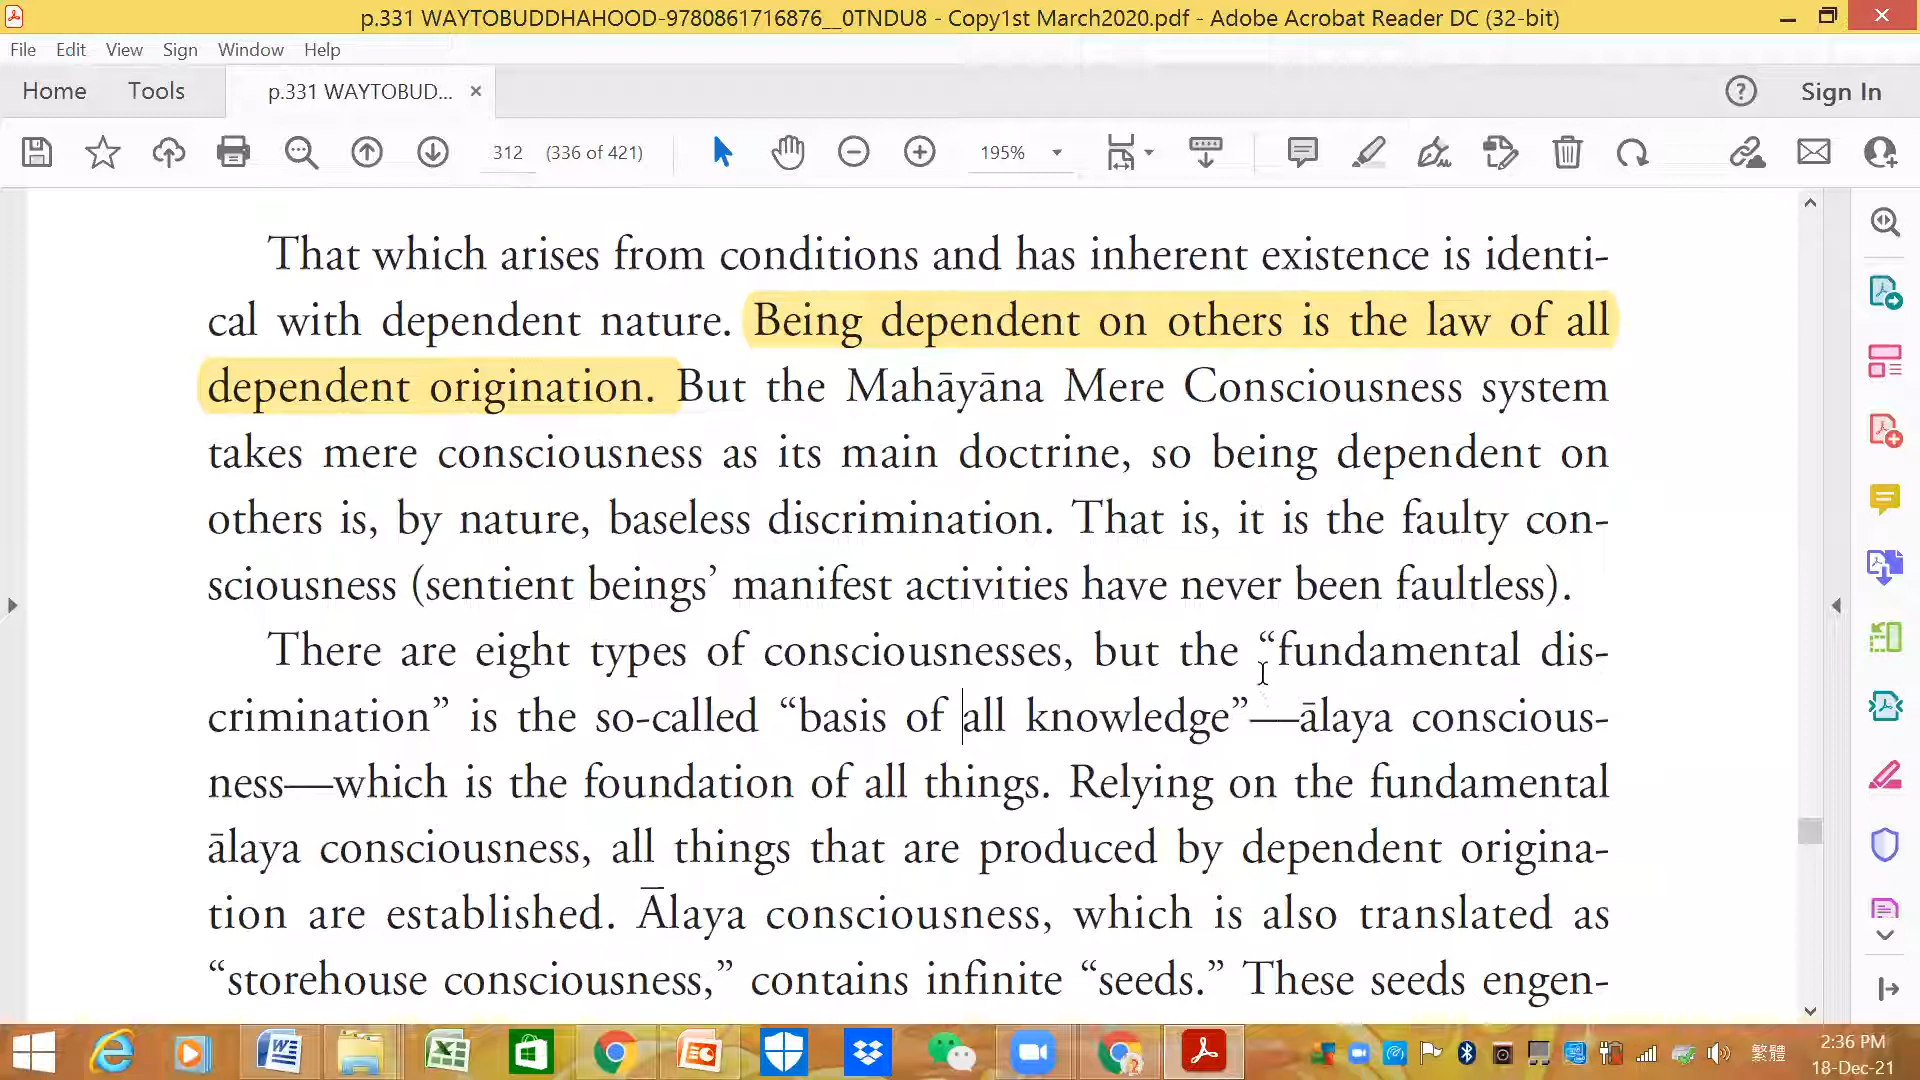 p.331 WAYTOBUDDHAHOOD-9780861716876__0TNDU8 - Copy1st March2020.pdf - Adobe Acrobat Reader DC (32-bit)
File Edit View Sign Window Help
Home Tools p.331 WAYTOBUD... × Sign In
312 (336 of 421) 195%
That which arises from conditions and has inherent existence is identi-
cal with dependent nature. Being dependent on others is the law of all
dependent origination. But the Mahāyāna Mere Consciousness system
takes mere consciousness as its main doctrine, so being dependent on
others is, by nature, baseless discrimination. That is, it is the faulty con-
sciousness (sentient beings’ manifest activities have never been faultless).
There are eight types of consciousnesses, but the “fundamental dis-
crimination” is the so-called “basis of all knowledge”—ālaya conscious-
ness—which is the foundation of all things. Relying on the fundamental
ālaya consciousness, all things that are produced by dependent origina-
tion are established. Ālaya consciousness, which is also translated as
“storehouse consciousness,” contains infinite “seeds.” These seeds engen-
繁體
2:36 PM
18-Dec-21